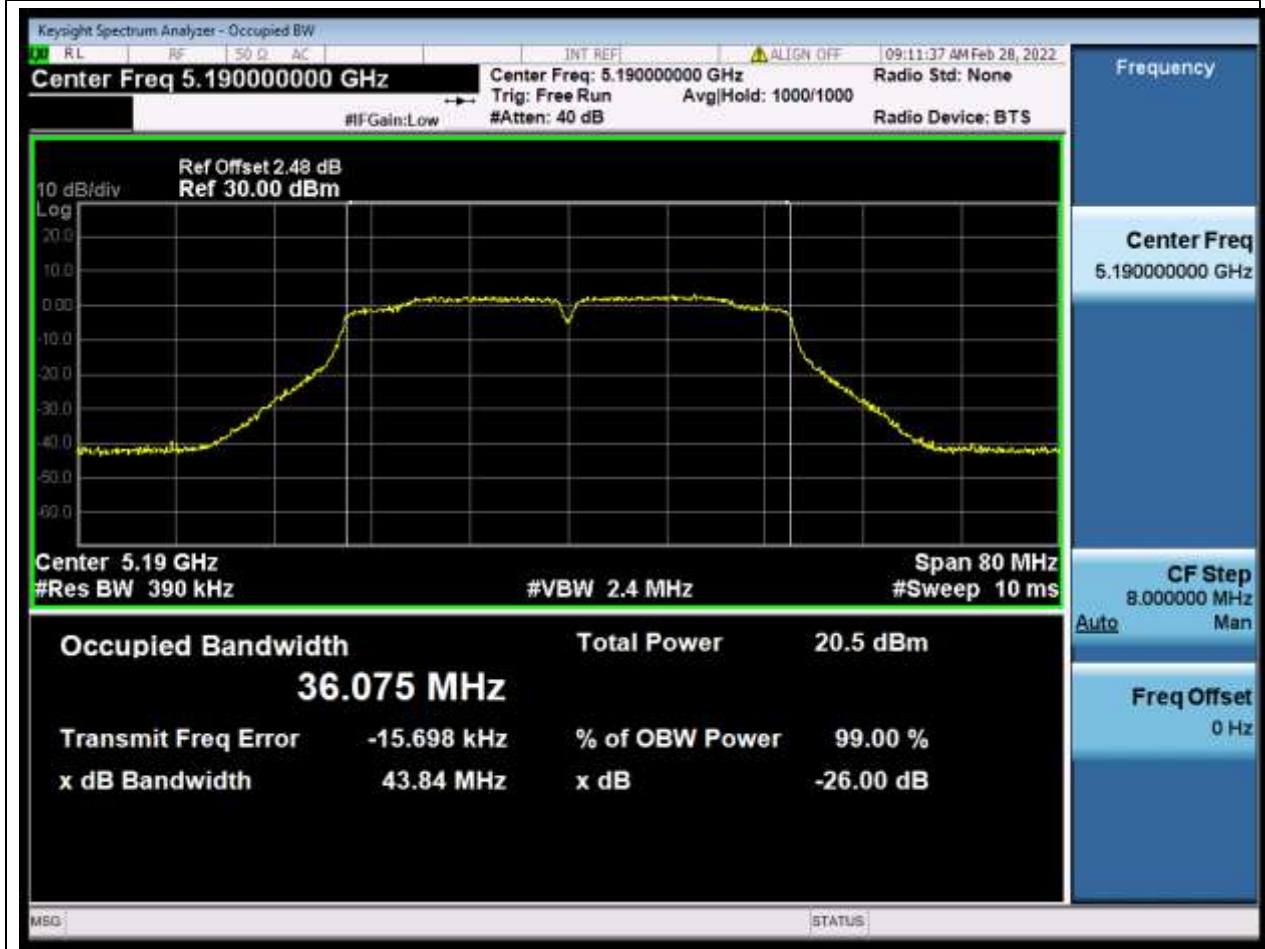 Keysight Spectrum Analyzer - Occupied BW
RL RF 50 Ω AC INT REF ALIGN OFF 09:11:37 AM Feb 28, 2022
Center Freq 5.190000000 GHz
Center Freq: 5.190000000 GHz Radio Std: None
Trig: Free Run Avg|Hold: 1000/1000
#IFGain:Low #Atten: 40 dB Radio Device: BTS
Ref Offset 2.48 dB
10 dB/div Ref 30.00 dBm
Log
20.0
10.0
0.00
-10.0
-20.0
-30.0
-40.0
-50.0
-60.0
Center 5.19 GHz Span 80 MHz
#Res BW 390 kHz #VBW 2.4 MHz #Sweep 10 ms
Occupied Bandwidth Total Power 20.5 dBm
36.075 MHz
Transmit Freq Error -15.698 kHz % of OBW Power 99.00 %
x dB Bandwidth 43.84 MHz x dB -26.00 dB
Frequency
Center Freq
5.190000000 GHz
CF Step
8.000000 MHz
Auto Man
Freq Offset
0 Hz
MSG STATUS